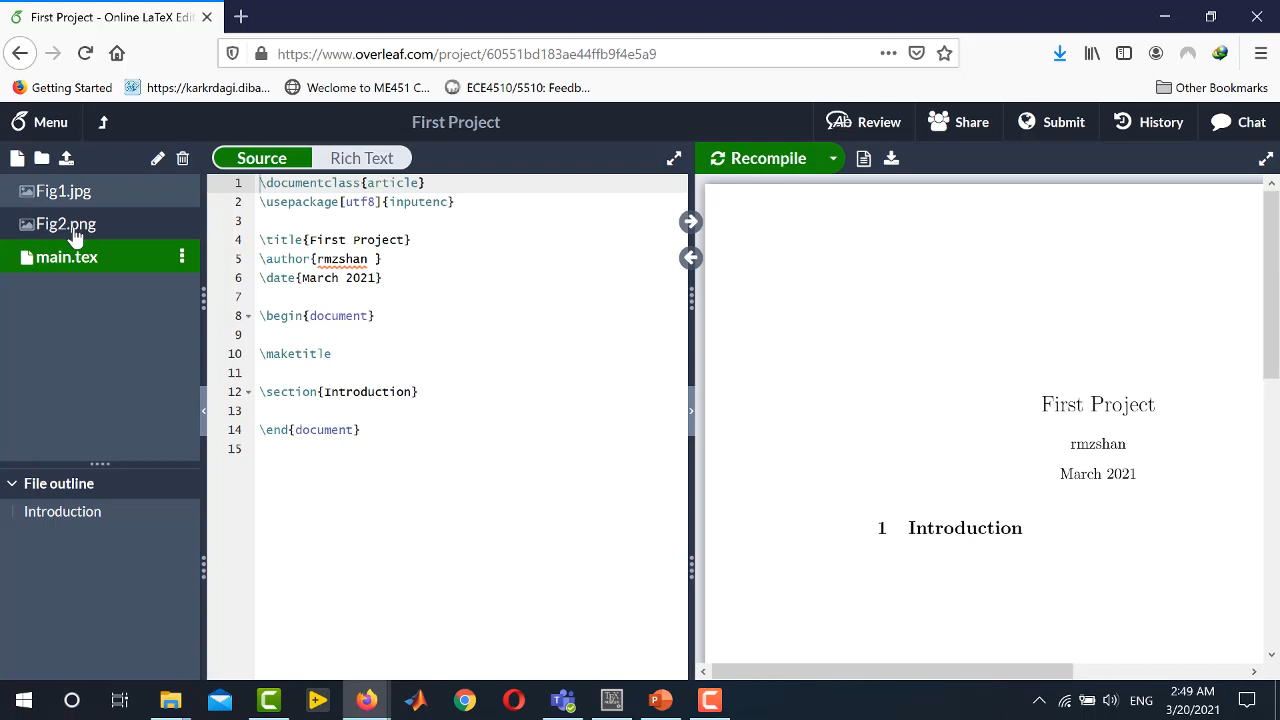 First Project - Online LaTeX Edit
https://www.overleaf.com/project/60551bd183ae44ffb9f4e5a9
Getting Started
https://karkrdagi.diba...
Weclome to ME451 C...
ECE4510/5510: Feedb...
Other Bookmarks
Menu
First Project
Review
Share
Submit
History
Chat
Source
Rich Text
Recompile
Fig1.jpg
Fig2.png
main.tex
File outline
Introduction
1 \documentclass{article}
2 \usepackage[utf8]{inputenc}
3
4 \title{First Project}
5 \author{rmzshan }
6 \date{March 2021}
7
8 \begin{document}
9
10 \maketitle
11
12 \section{Introduction}
13
14 \end{document}
15
First Project
rmzshan
March 2021
1 Introduction
ENG
2:49 AM
3/20/2021